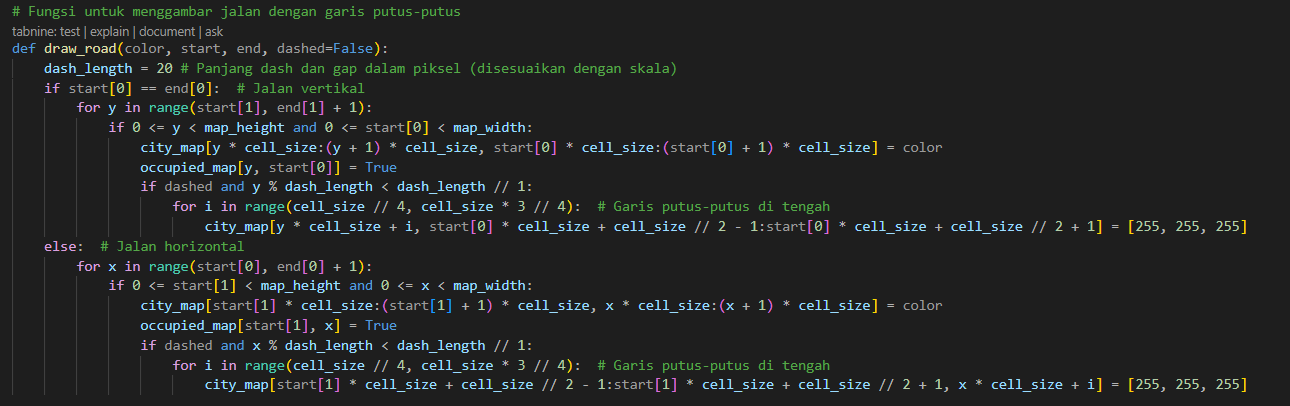 # Fungsi untuk menggambar jalan dengan garis putus-putus
tabnine: test | explain | document | ask
def draw_road(color, start, end, dashed=False):
    dash_length = 20 # Panjang dash dan gap dalam piksel (disesuaikan dengan skala)
    if start[0] == end[0]:  # Jalan vertikal
        for y in range(start[1], end[1] + 1):
            if 0 <= y < map_height and 0 <= start[0] < map_width:
                city_map[y * cell_size:(y + 1) * cell_size, start[0] * cell_size:(start[0] + 1) * cell_size] = color
                occupied_map[y, start[0]] = True
                if dashed and y % dash_length < dash_length // 1:
                    for i in range(cell_size // 4, cell_size * 3 // 4):  # Garis putus-putus di tengah
                        city_map[y * cell_size + i, start[0] * cell_size + cell_size // 2 - 1:start[0] * cell_size + cell_size // 2 + 1] = [255, 255, 255]
    else:  # Jalan horizontal
        for x in range(start[0], end[0] + 1):
            if 0 <= start[1] < map_height and 0 <= x < map_width:
                city_map[start[1] * cell_size:(start[1] + 1) * cell_size, x * cell_size:(x + 1) * cell_size] = color
                occupied_map[start[1], x] = True
                if dashed and x % dash_length < dash_length // 1:
                    for i in range(cell_size // 4, cell_size * 3 // 4):  # Garis putus-putus di tengah
                        city_map[start[1] * cell_size + cell_size // 2 - 1:start[1] * cell_size + cell_size // 2 + 1, x * cell_size + i] = [255, 255, 255]